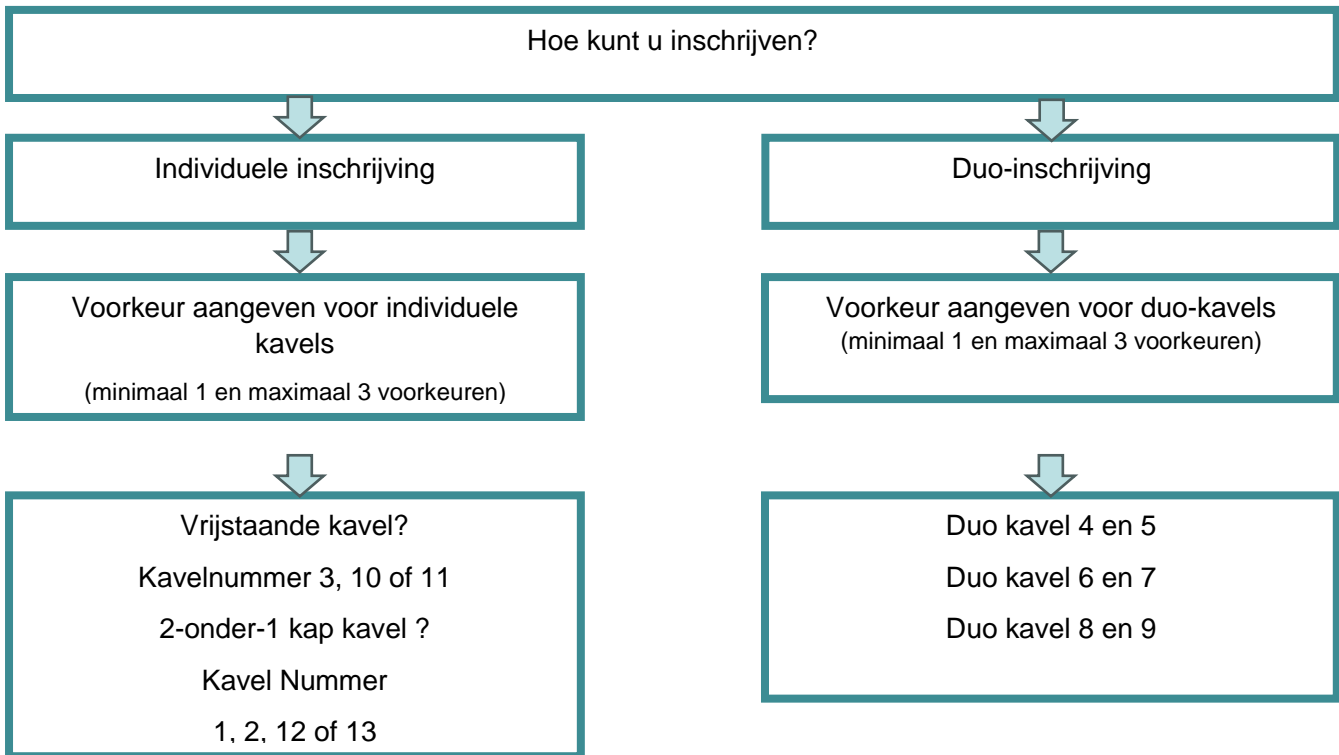 Hoe kunt u inschrijven?
Individuele inschrijving
Duo-inschrijving
Voorkeur aangeven voor individuele
kavels
(minimaal 1 en maximaal 3 voorkeuren)
Voorkeur aangeven voor duo-kavels
(minimaal 1 en maximaal 3 voorkeuren)
Vrijstaande kavel?
Kavelnummer 3, 10 of 11
2-onder-1 kap kavel ?
Kavel Nummer
1, 2, 12 of 13
Duo kavel 4 en 5
Duo kavel 6 en 7
Duo kavel 8 en 9